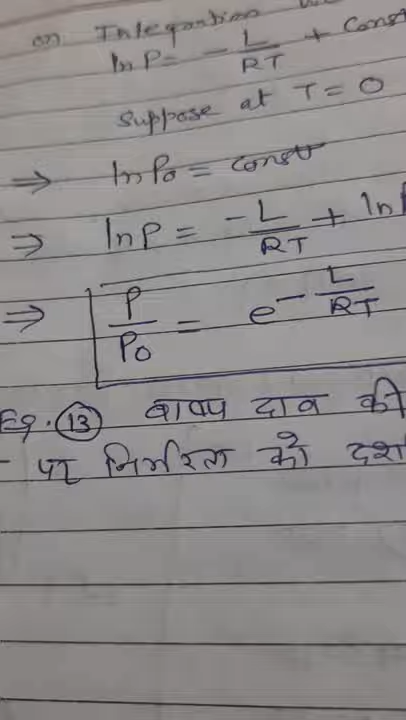 on Integration
ln P = - L/RT + Const
Suppose at T = 0
⇒ ln P₀ = const
⇒ ln P = -L/RT + ln P
⇒ P/P₀ = e^(- L/RT)
Eq. (13) वाष्प दाब की
- पर निर्भरता को दर्शा